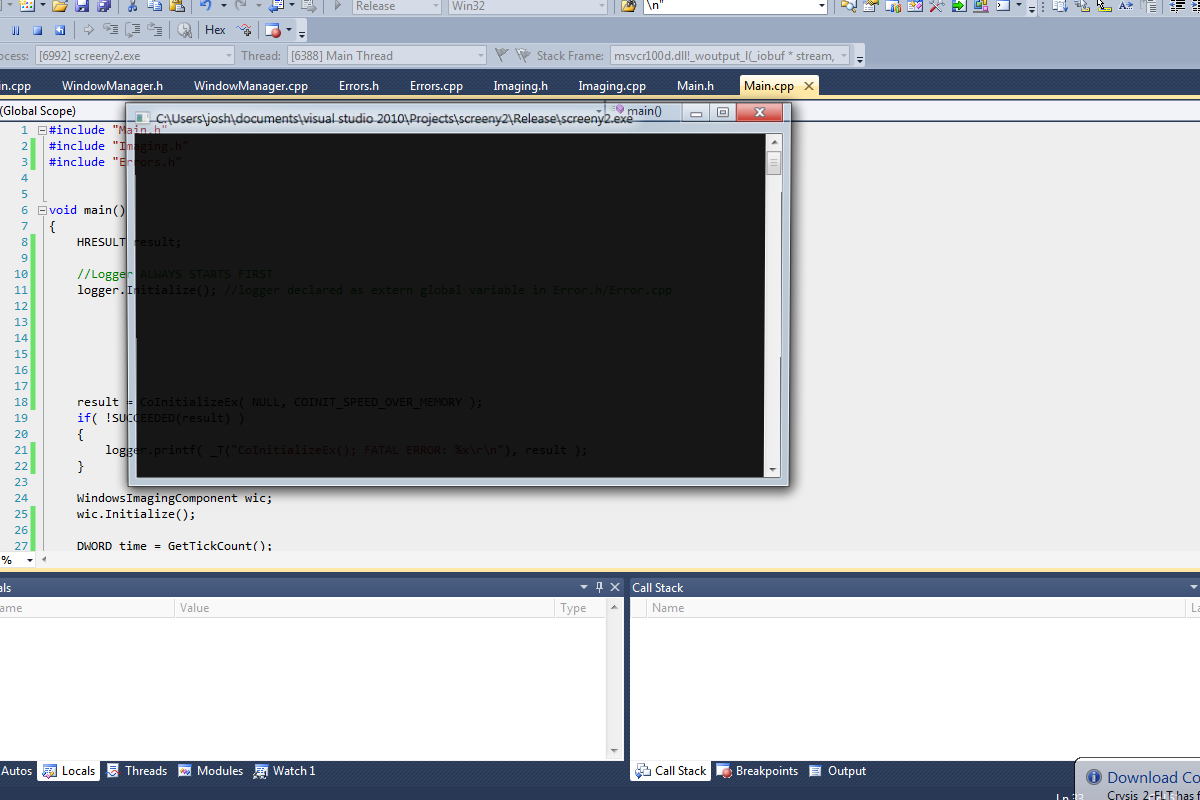 Release Win32 \n"
Hex
ocess: [6992] screeny2.exe Thread: [6388] Main Thread Stack Frame: msvcr100d.dll!_woutput_l(_iobuf * stream,
in.cpp WindowManager.h WindowManager.cpp Errors.h Errors.cpp Imaging.h Imaging.cpp Main.h Main.cpp
(Global Scope) main()
C:\Users\josh\documents\visual studio 2010\Projects\screeny2\Release\screeny2.exe
1 #include "Main.h"
2 #include "Imaging.h"
3 #include "Errors.h"
4
5
6 void main()
7 {
8 HRESULT result;
9
10 //Logger ALWAYS STARTS FIRST
11 logger.Initialize(); //logger declared as extern global variable in Error.h/Error.cpp
12
13
14
15
16
17
18 result = CoInitializeEx( NULL, COINIT_SPEED_OVER_MEMORY );
19 if( !SUCCEEDED(result) )
20 {
21 logger.printf( _T("CoInitializeEx(); FATAL ERROR: %x\r\n"), result );
22 }
23
24 WindowsImagingComponent wic;
25 wic.Initialize();
26
27 DWORD time = GetTickCount();
%
als Call Stack
ame Value Type Name La
Autos Locals Threads Modules Watch 1 Call Stack Breakpoints Output
Download Co
Crysis_2-FLT has f